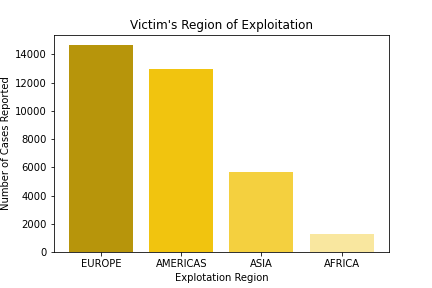 Victim's Region of Exploitation
Number of Cases Reported
14000
12000
10000
8000
6000
4000
2000
0
EUROPE AMERICAS ASIA AFRICA
Explotation Region